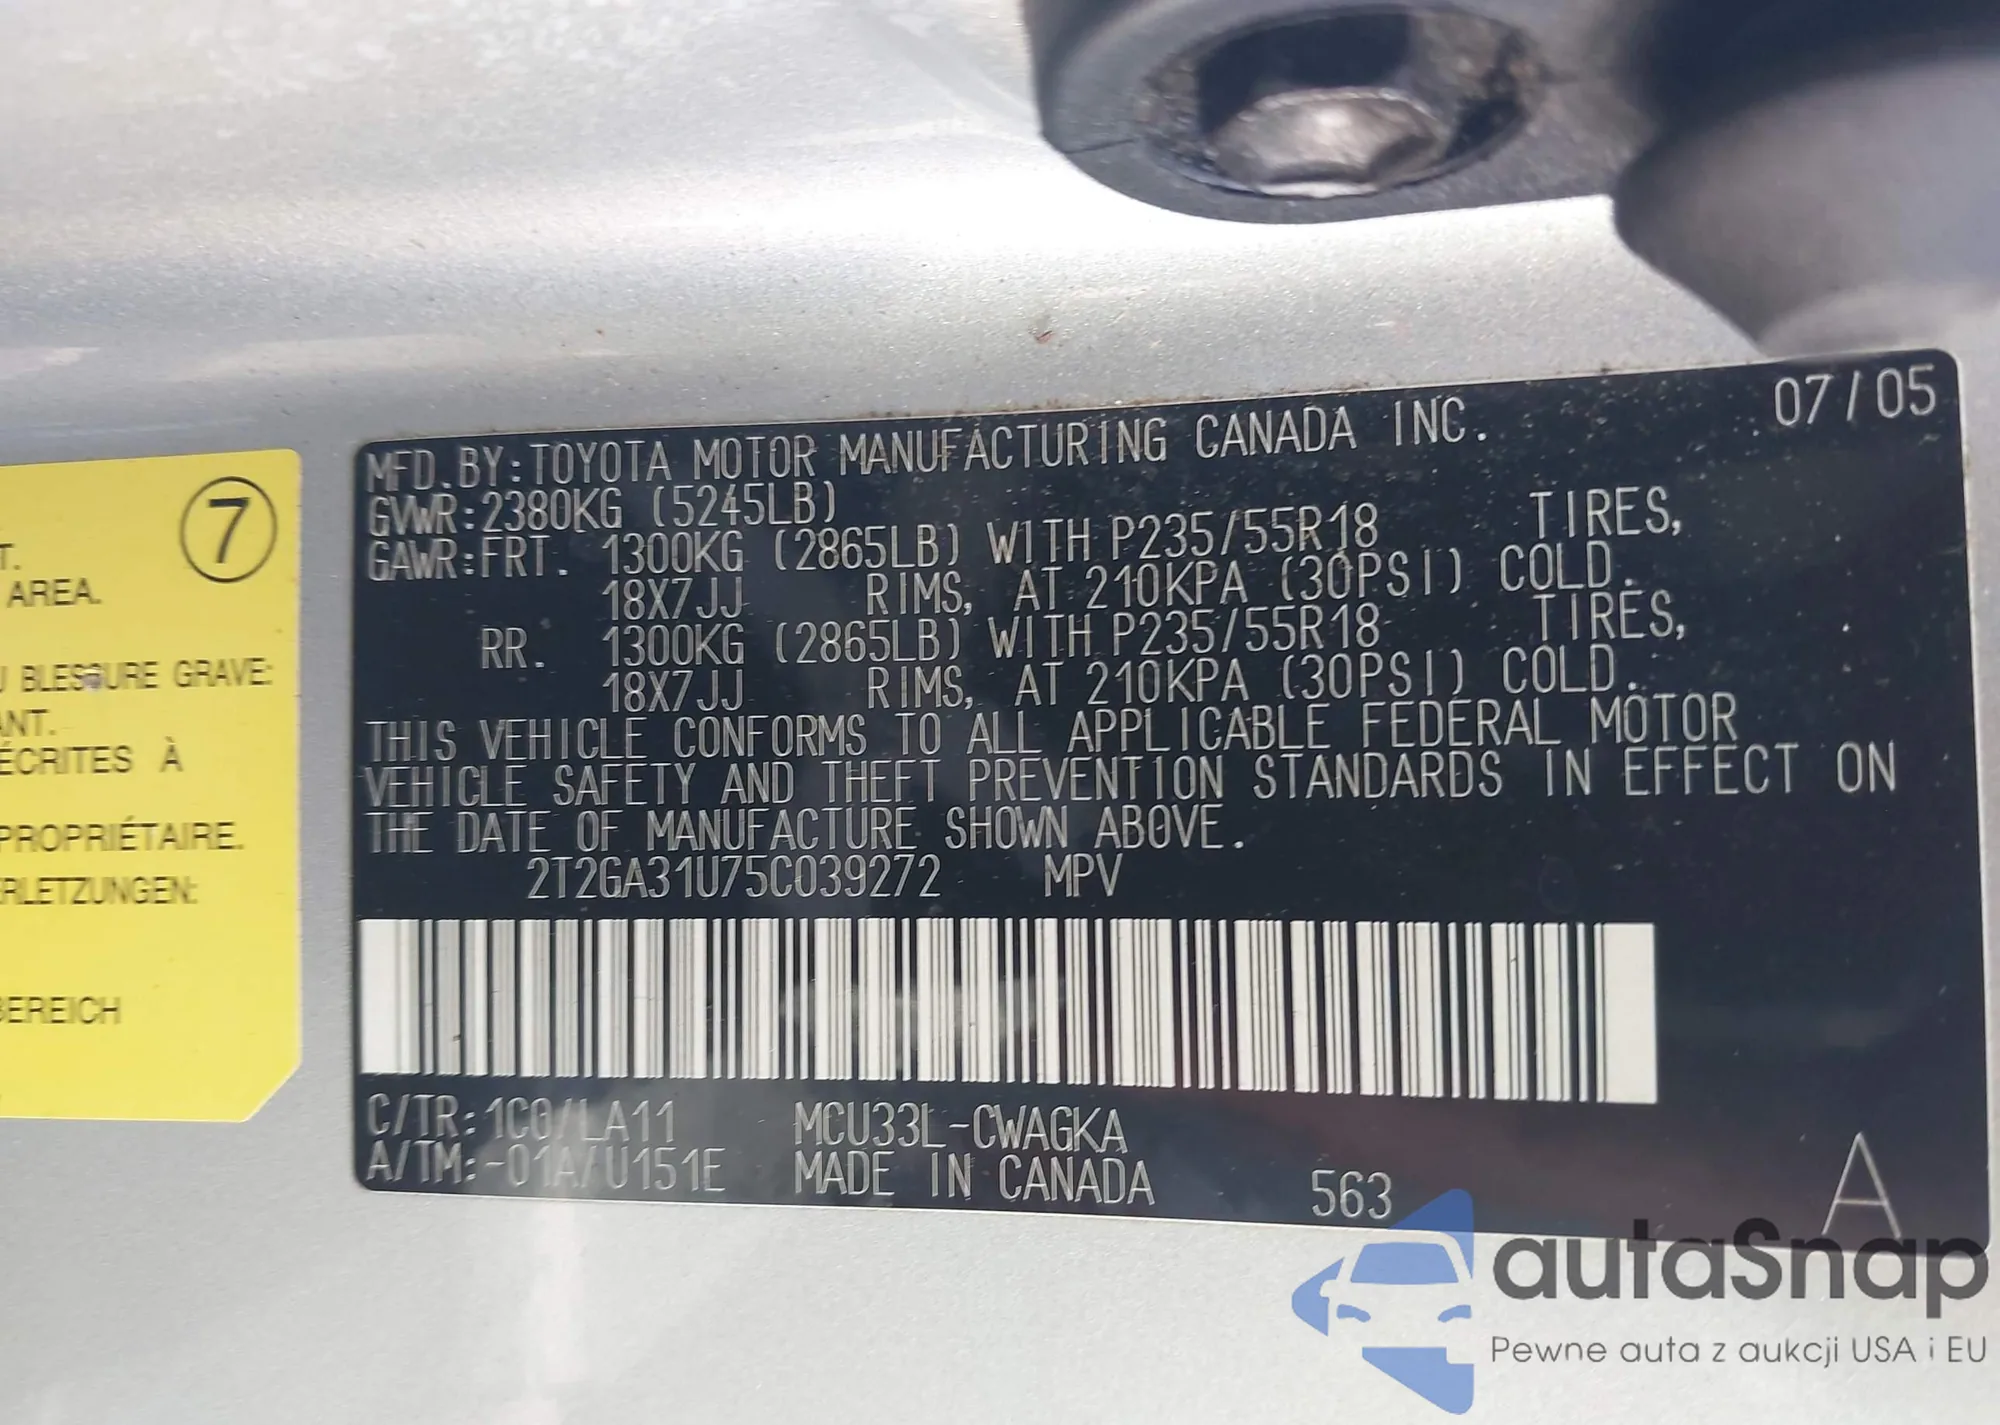 7
T.
AREA.
U BLESSURE GRAVE:
ANT.
ÉCRITES À
PROPRIÉTAIRE.
ERLETZUNGEN:
BEREICH
07/05
MFD.BY:TOYOTA MOTOR MANUFACTURING CANADA INC.
GVWR:2380KG (5245LB)
GAWR:FRT. 1300KG (2865LB) WITH P235/55R18 TIRES,
18X7JJ RIMS, AT 210KPA (30PSI) COLD.
RR. 1300KG (2865LB) WITH P235/55R18 TIRES,
18X7JJ RIMS, AT 210KPA (30PSI) COLD.
THIS VEHICLE CONFORMS TO ALL APPLICABLE FEDERAL MOTOR
VEHICLE SAFETY AND THEFT PREVENTION STANDARDS IN EFFECT ON
THE DATE OF MANUFACTURE SHOWN ABOVE.
2T2GA31U75C039272 MPV
C/TR:1C0/LA11 MCU33L-CWAGKA
A/TM:-01A/U151E MADE IN CANADA 563 A
autaSnap
Pewne auta z aukcji USA i EU